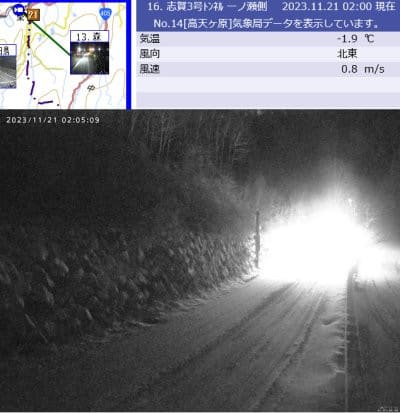 16. 志賀3号ﾄﾝﾈﾙ 一ノ瀬側 2023.11.21 02:00 現在
No.14[高天ケ原]気象局データを表示しています。
気温 -1.9 ℃
風向 北東
風速 0.8 m/s
21
13. 森
405
2023/11/21 02:05:09